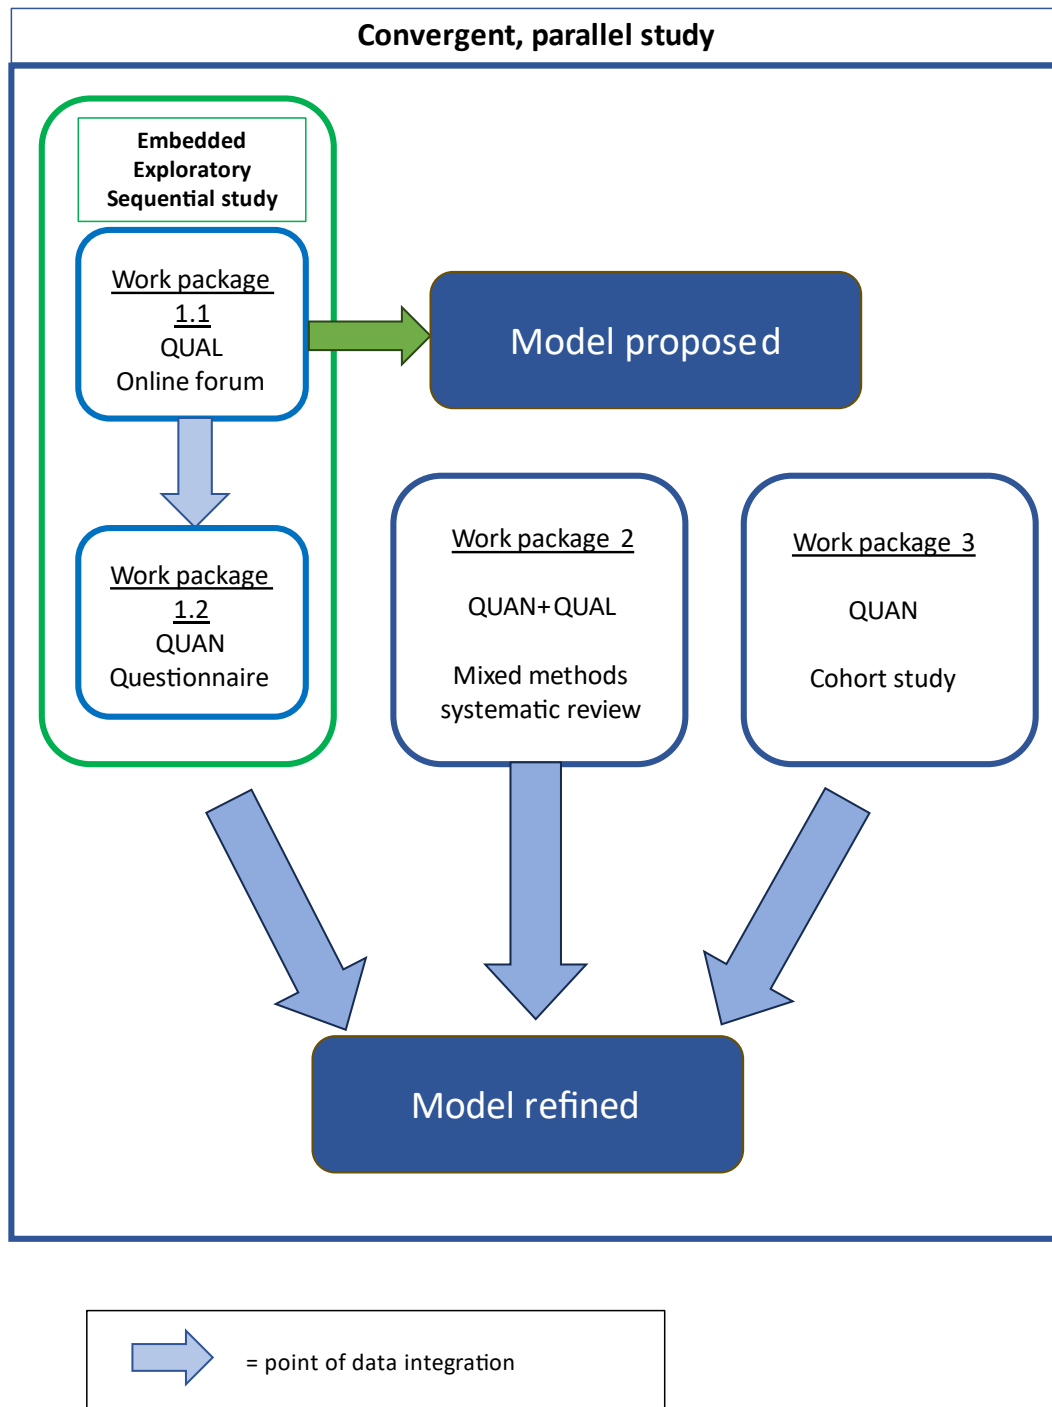 Convergent, parallel study
Embedded
Exploratory
Sequential study
Work package
1.1
QUAL
Online forum
Model proposed
Work package
1.2
QUAN
Questionnaire
Work package 2
QUAN+QUAL
Mixed methods
systematic review
Work package 3
QUAN
Cohort study
Model refined
= point of data integration